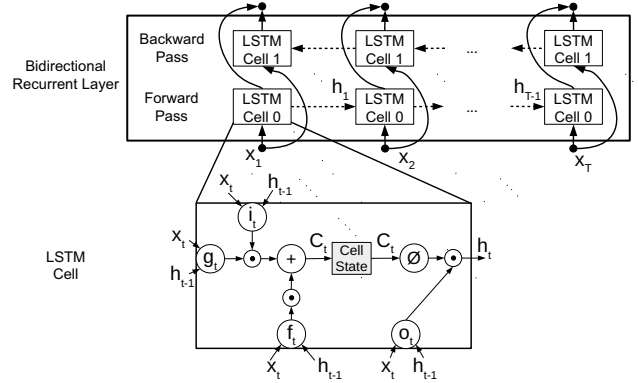 Backward
Pass
LSTM
Cell 1
LSTM
Cell 1
...
LSTM
Cell 1
Bidirectional
Recurrent Layer
Forward
Pass
LSTM
Cell 0
h1
LSTM
Cell 0
...
hT-1
LSTM
Cell 0
x1
x2
xT
xt
ht-1
it
xt
gt
ht-1
+
Ct
Cell
State
Ct
Ø
ht
LSTM
Cell
ft
ot
xt
ht-1
xt
ht-1